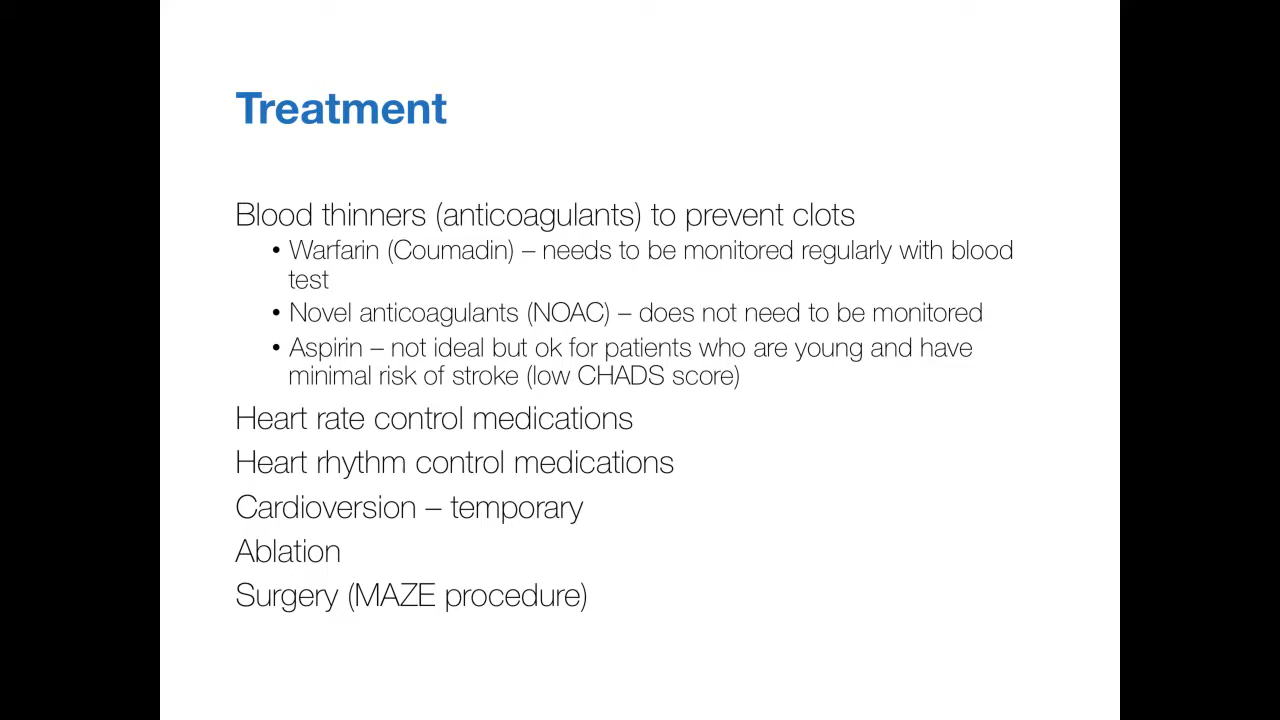 Treatment
Blood thinners (anticoagulants) to prevent clots
• Warfarin (Coumadin) – needs to be monitored regularly with blood
test
• Novel anticoagulants (NOAC) – does not need to be monitored
• Aspirin – not ideal but ok for patients who are young and have
minimal risk of stroke (low CHADS score)
Heart rate control medications
Heart rhythm control medications
Cardioversion – temporary
Ablation
Surgery (MAZE procedure)